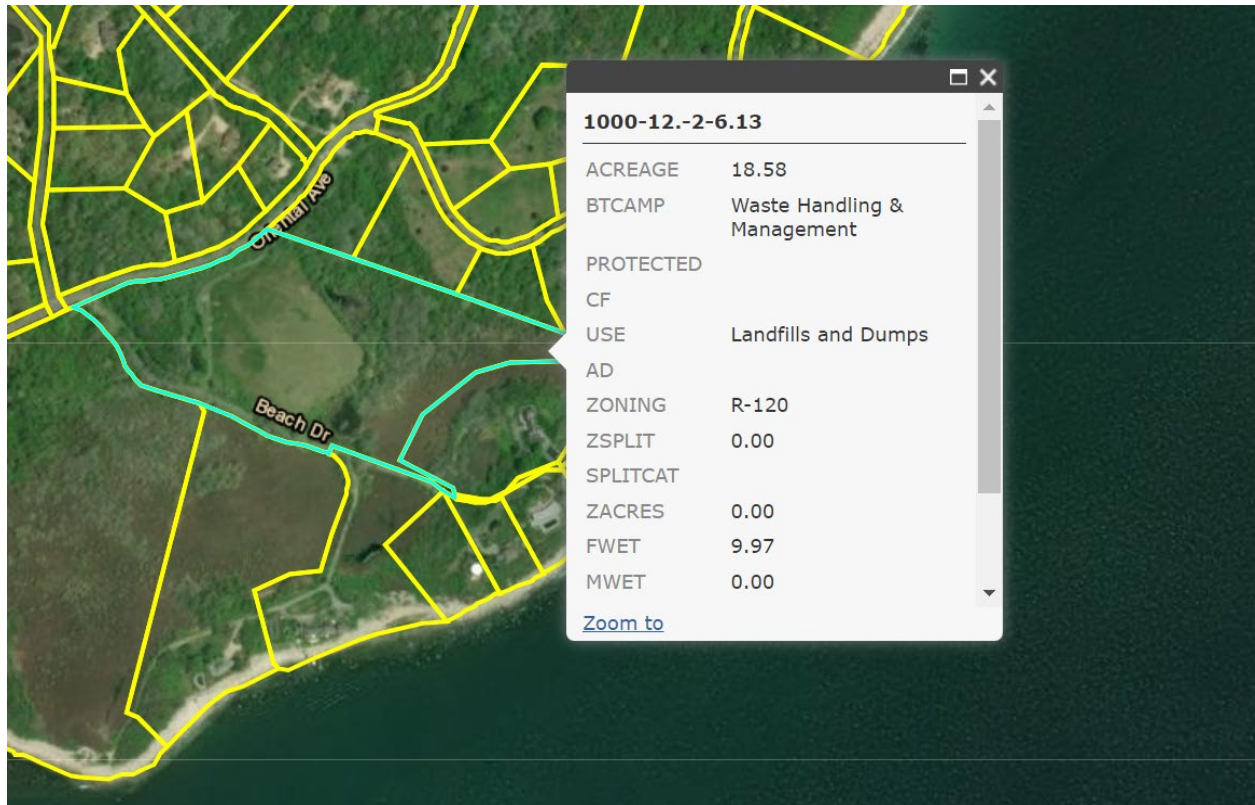 Oriental Ave
Beach Dr
1000-12.-2-6.13
ACREAGE 18.58
BTCAMP Waste Handling &
Management
PROTECTED
CF
USE Landfills and Dumps
AD
ZONING R-120
ZSPLIT 0.00
SPLITCAT
ZACRES 0.00
FWET 9.97
MWET 0.00
Zoom to